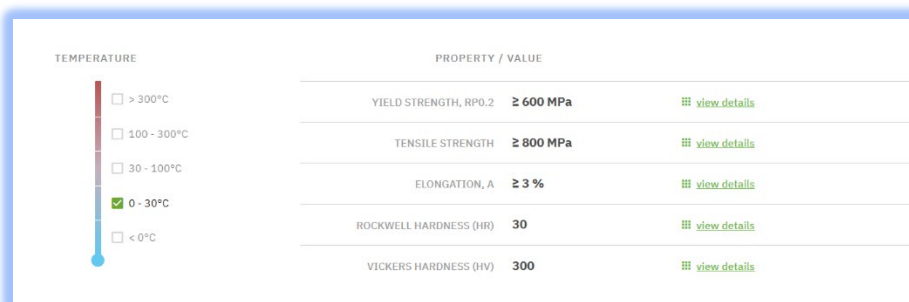 TEMPERATURE
PROPERTY / VALUE
> 300°C
100 - 300°C
30 - 100°C
0 - 30°C
< 0°C
YIELD STRENGTH, RP0.2 ≥ 600 MPa view details
TENSILE STRENGTH ≥ 800 MPa view details
ELONGATION, A ≥ 3 % view details
ROCKWELL HARDNESS (HR) 30 view details
VICKERS HARDNESS (HV) 300 view details